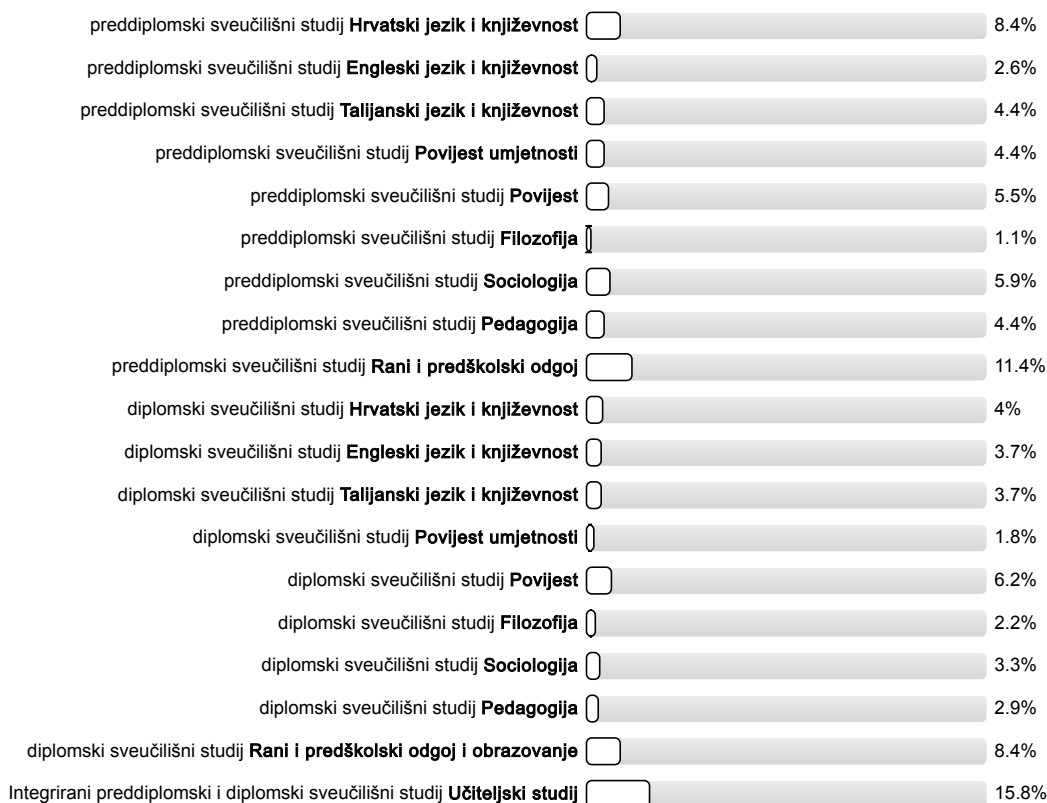 preddiplomski sveučilišni studij Hrvatski jezik i književnost 8.4%
preddiplomski sveučilišni studij Engleski jezik i književnost 2.6%
preddiplomski sveučilišni studij Talijanski jezik i književnost 4.4%
preddiplomski sveučilišni studij Povijest umjetnosti 4.4%
preddiplomski sveučilišni studij Povijest 5.5%
preddiplomski sveučilišni studij Filozofija 1.1%
preddiplomski sveučilišni studij Sociologija 5.9%
preddiplomski sveučilišni studij Pedagogija 4.4%
preddiplomski sveučilišni studij Rani i predškolski odgoj 11.4%
diplomski sveučilišni studij Hrvatski jezik i književnost 4%
diplomski sveučilišni studij Engleski jezik i književnost 3.7%
diplomski sveučilišni studij Talijanski jezik i književnost 3.7%
diplomski sveučilišni studij Povijest umjetnosti 1.8%
diplomski sveučilišni studij Povijest 6.2%
diplomski sveučilišni studij Filozofija 2.2%
diplomski sveučilišni studij Sociologija 3.3%
diplomski sveučilišni studij Pedagogija 2.9%
diplomski sveučilišni studij Rani i predškolski odgoj i obrazovanje 8.4%
Integrirani preddiplomski i diplomski sveučilišni studij Učiteljski studij 15.8%